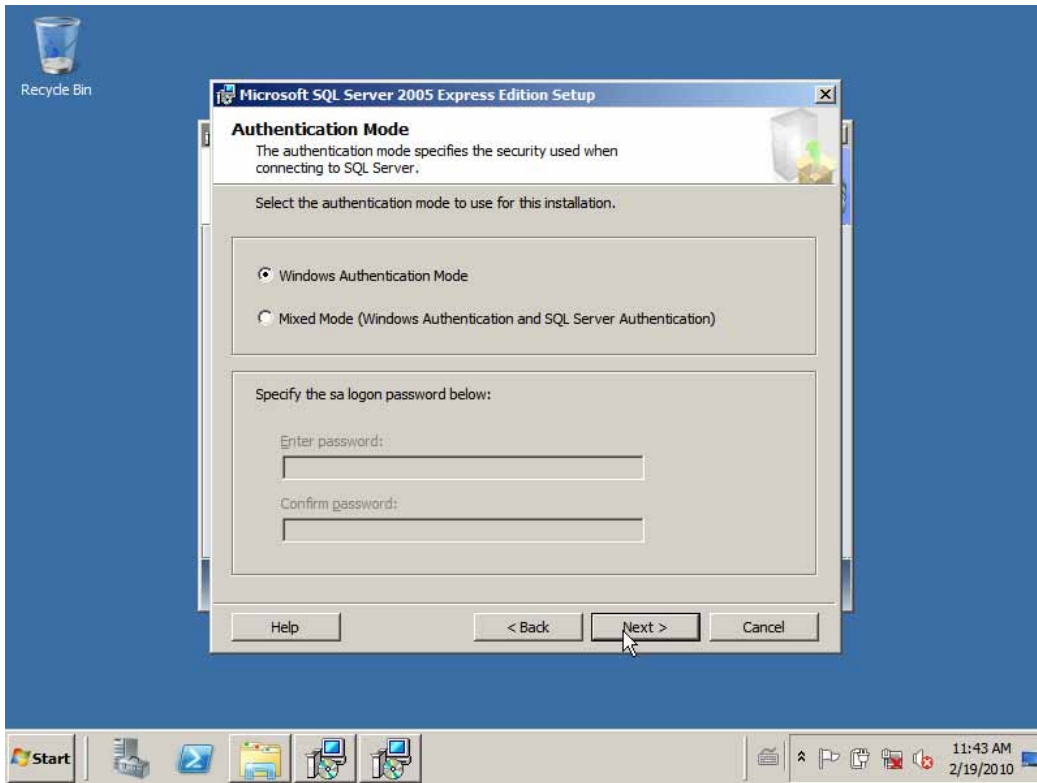 Recycle Bin
Microsoft SQL Server 2005 Express Edition Setup
Authentication Mode
The authentication mode specifies the security used when
connecting to SQL Server.
Select the authentication mode to use for this installation.
Windows Authentication Mode
Mixed Mode (Windows Authentication and SQL Server Authentication)
Specify the sa logon password below:
Enter password:
Confirm password:
Help
< Back
Next >
Cancel
Start
11:43 AM
2/19/2010